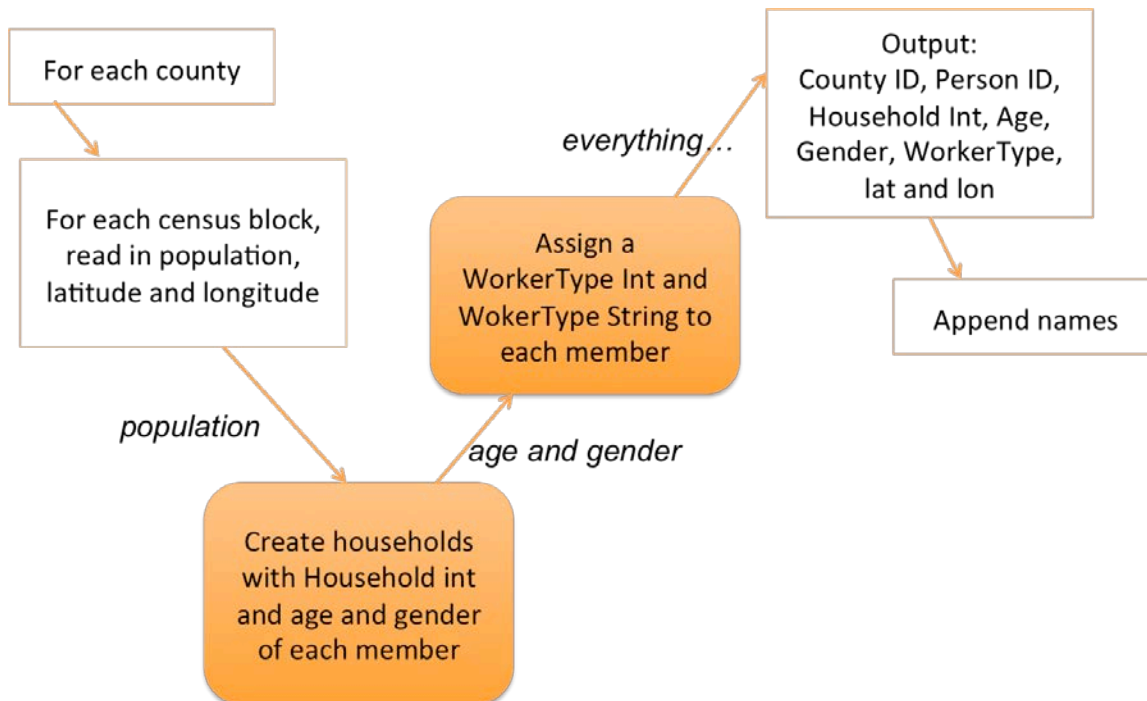 For each county
For each census block,
read in population,
latitude and longitude
population
Create households
with Household int
and age and gender
of each member
age and gender
Assign a
WorkerType Int and
WokerType String to
each member
everything…
Output:
County ID, Person ID,
Household Int, Age,
Gender, WorkerType,
lat and lon
Append names